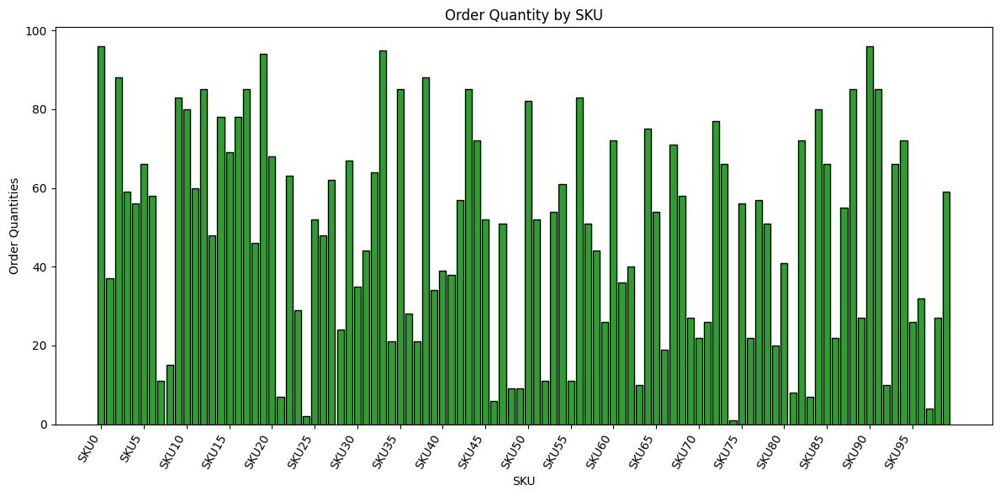 Order Quantity by SKU
Order Quantities
100
80
60
40
20
0
SKU0
SKU5
SKU10
SKU15
SKU20
SKU25
SKU30
SKU35
SKU40
SKU45
SKU50
SKU55
SKU60
SKU65
SKU70
SKU75
SKU80
SKU85
SKU90
SKU95
SKU